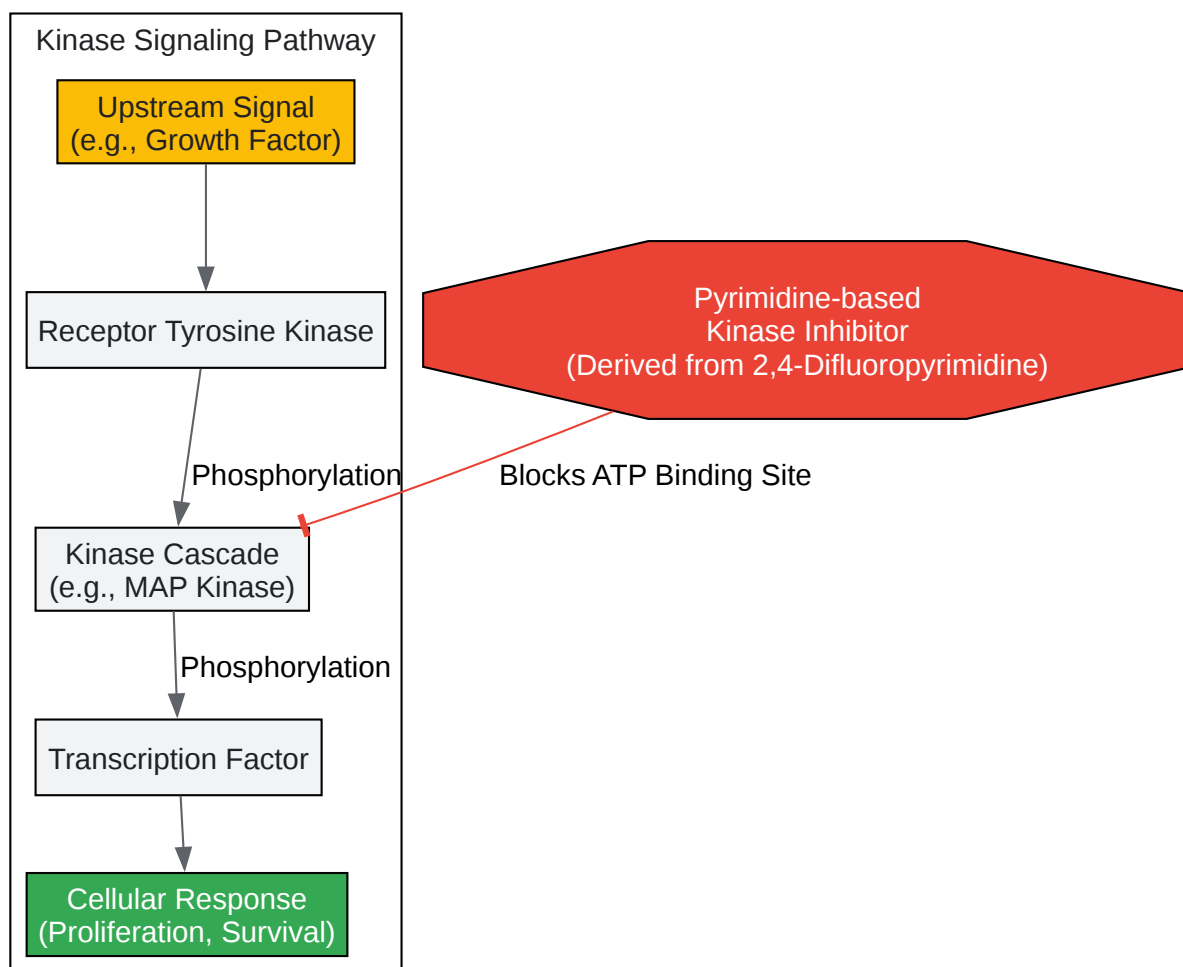 Kinase Signaling Pathway
Upstream Signal
(e.g., Growth Factor)
Receptor Tyrosine Kinase
Pyrimidine-based
Kinase Inhibitor
(Derived from 2,4-Difluoropyrimidine)
Phosphorylation
Blocks ATP Binding Site
Kinase Cascade
(e.g., MAP Kinase)
Phosphorylation
Transcription Factor
Cellular Response
(Proliferation, Survival)